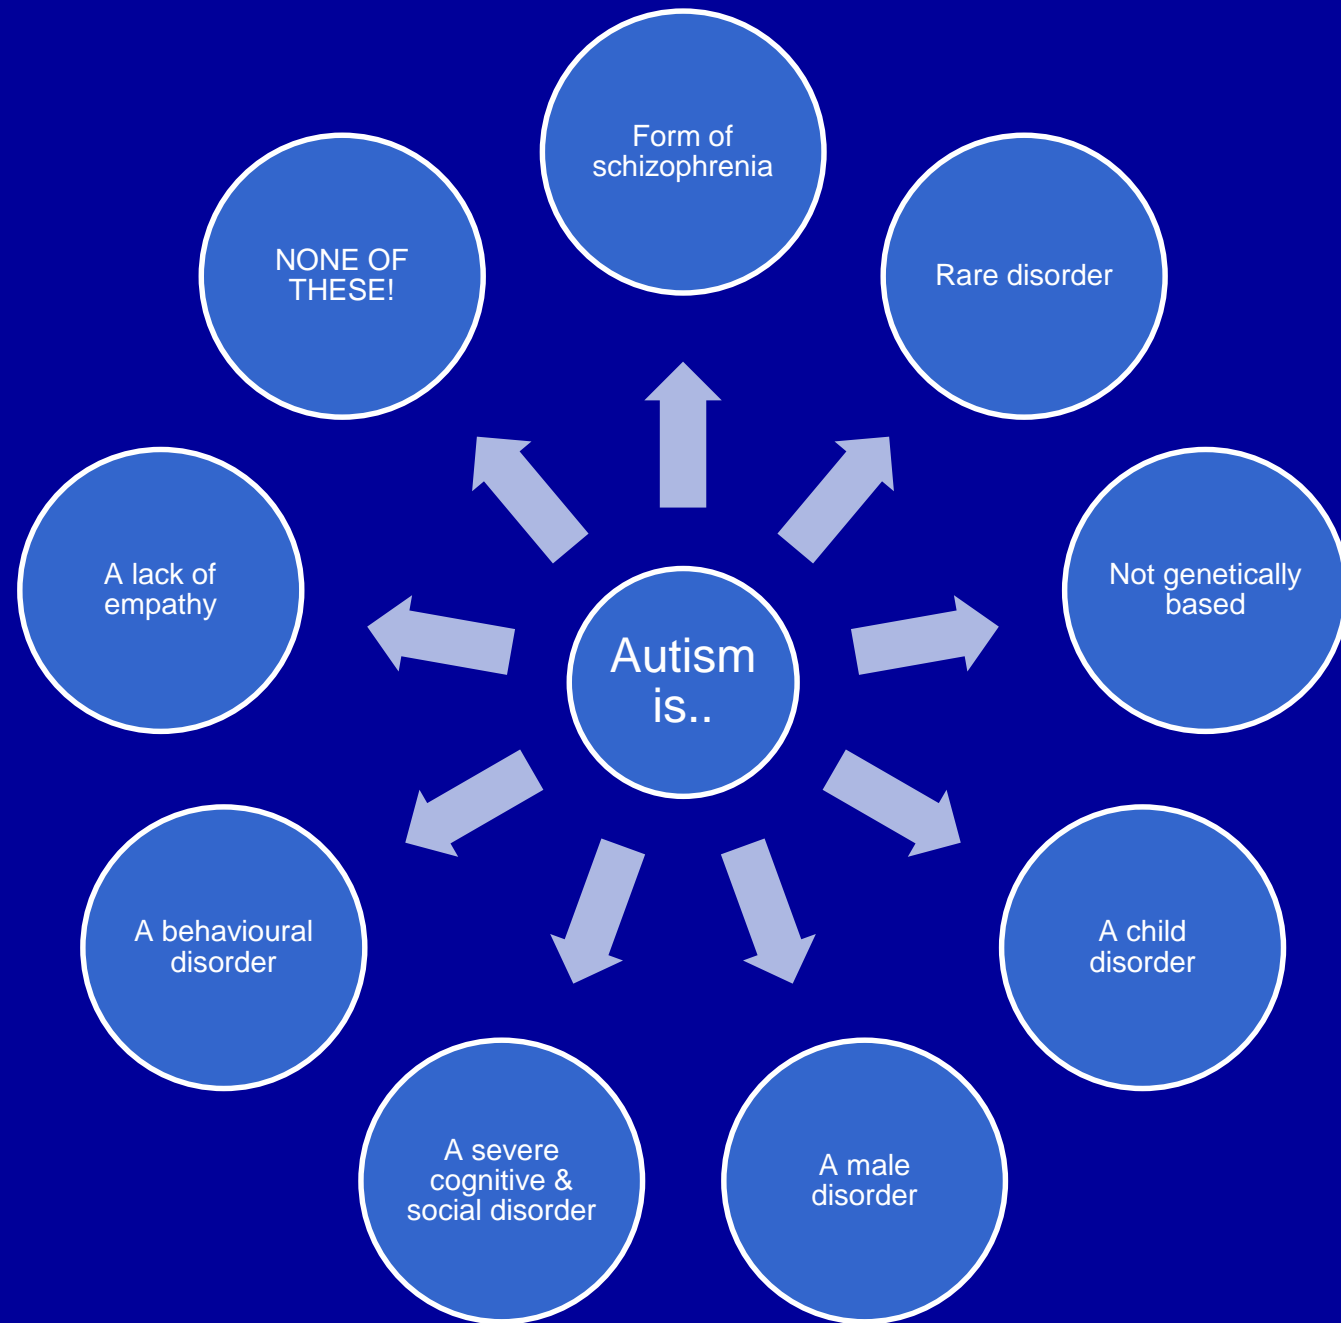 Form of
schizophrenia
Rare disorder
Not genetically
based
A child
disorder
A male
disorder
A severe
cognitive &
social disorder
A behavioural
disorder
A lack of
empathy
NONE OF
THESE!
Autism
is..